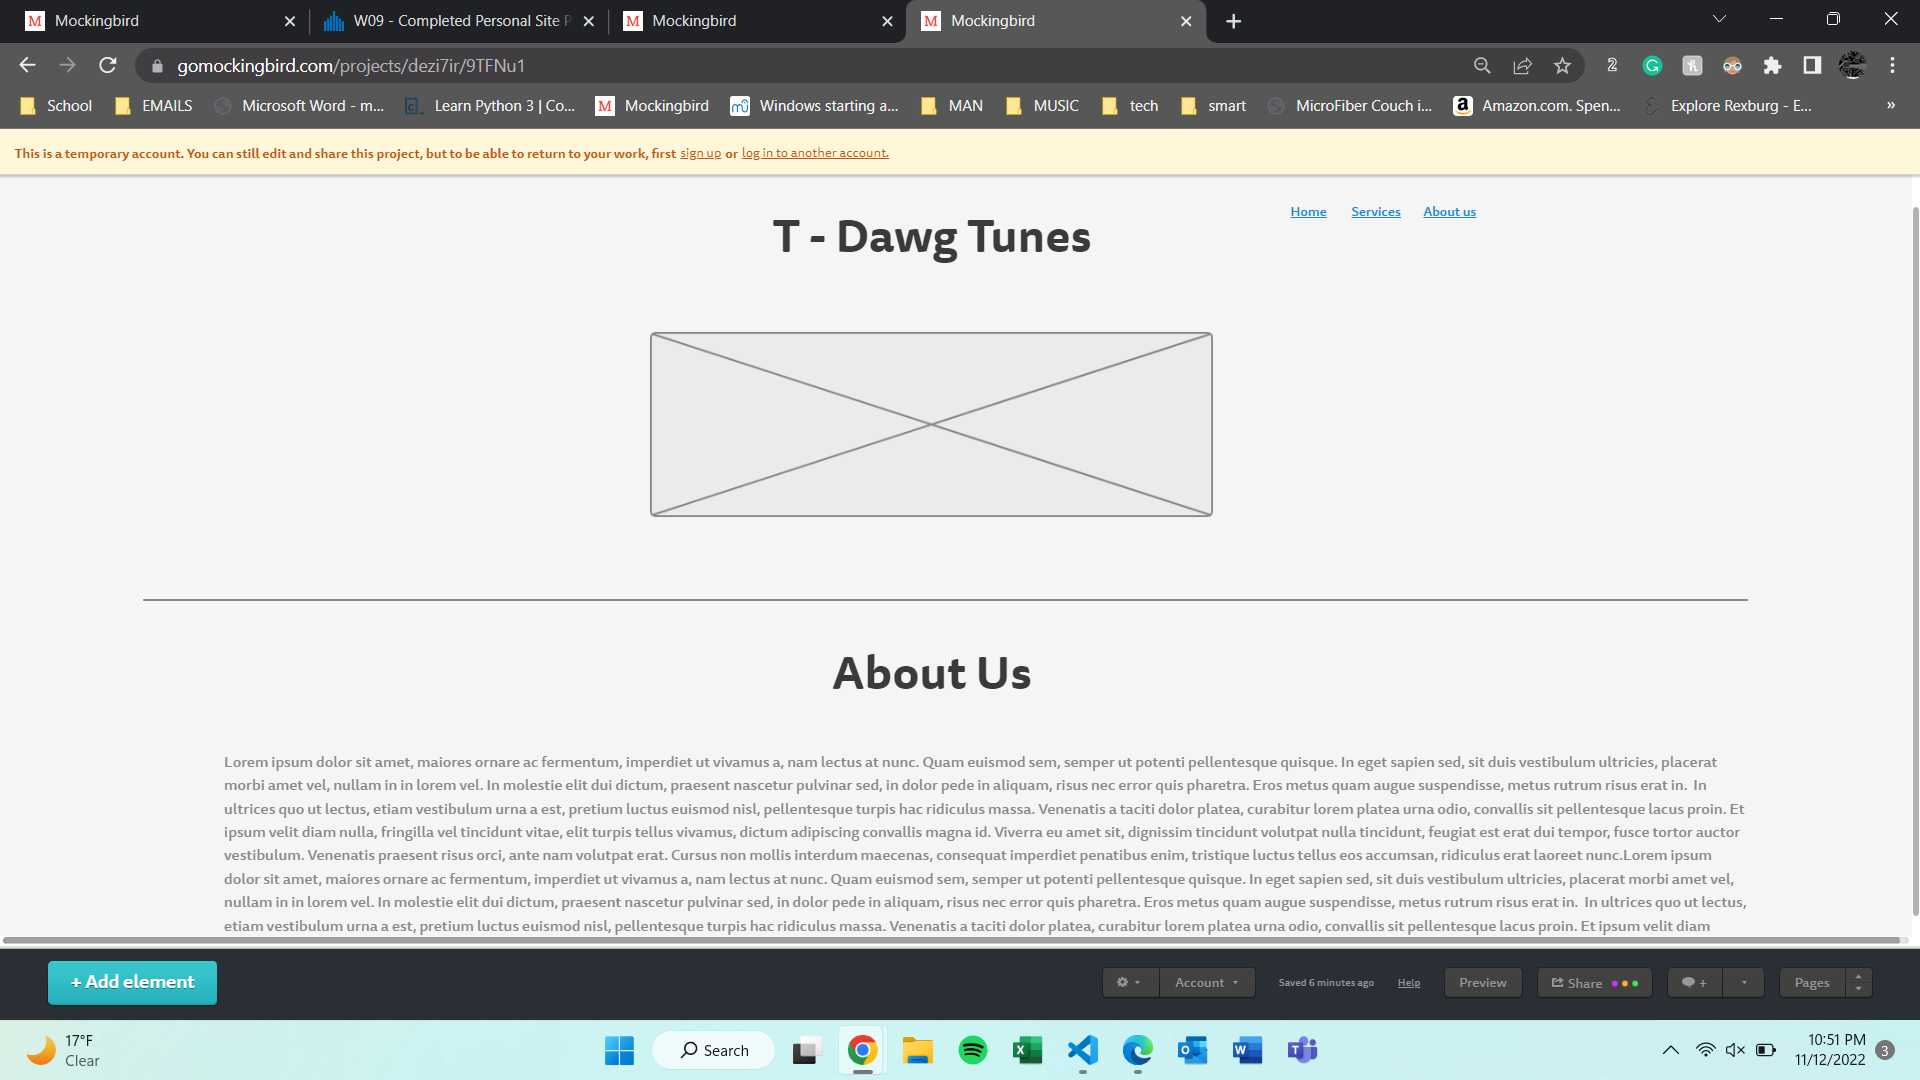 Mockingbird
W09 - Completed Personal Site P
Mockingbird
Mockingbird
gomockingbird.com/projects/dezi7ir/9TFNu1
School EMAILS Microsoft Word - m... Learn Python 3 | Co... Mockingbird Windows starting a... MAN MUSIC tech smart MicroFiber Couch i... Amazon.com. Spen... Explore Rexburg - E... »
This is a temporary account. You can still edit and share this project, but to be able to return to your work, first sign up or log in to another account.
Home Services About us
T - Dawg Tunes
About Us
Lorem ipsum dolor sit amet, maiores ornare ac fermentum, imperdiet ut vivamus a, nam lectus at nunc. Quam euismod sem, semper ut potenti pellentesque quisque. In eget sapien sed, sit duis vestibulum ultricies, placerat
morbi amet vel, nullam in in lorem vel. In molestie elit dui dictum, praesent nascetur pulvinar sed, in dolor pede in aliquam, risus nec error quis pharetra. Eros metus quam augue suspendisse, metus rutrum risus erat in.  In
ultrices quo ut lectus, etiam vestibulum urna a est, pretium luctus euismod nisl, pellentesque turpis hac ridiculus massa. Venenatis a taciti dolor platea, curabitur lorem platea urna odio, convallis sit pellentesque lacus proin. Et
ipsum velit diam nulla, fringilla vel tincidunt vitae, elit turpis tellus vivamus, dictum adipiscing convallis magna id. Viverra eu amet sit, dignissim tincidunt volutpat nulla tincidunt, feugiat est erat dui tempor, fusce tortor auctor
vestibulum. Venenatis praesent risus orci, ante nam volutpat erat. Cursus non mollis interdum maecenas, consequat imperdiet penatibus enim, tristique luctus tellus eos accumsan, ridiculus erat laoreet nunc.Lorem ipsum
dolor sit amet, maiores ornare ac fermentum, imperdiet ut vivamus a, nam lectus at nunc. Quam euismod sem, semper ut potenti pellentesque quisque. In eget sapien sed, sit duis vestibulum ultricies, placerat morbi amet vel,
nullam in in lorem vel. In molestie elit dui dictum, praesent nascetur pulvinar sed, in dolor pede in aliquam, risus nec error quis pharetra. Eros metus quam augue suspendisse, metus rutrum risus erat in.  In ultrices quo ut lectus,
etiam vestibulum urna a est, pretium luctus euismod nisl, pellentesque turpis hac ridiculus massa. Venenatis a taciti dolor platea, curabitur lorem platea urna odio, convallis sit pellentesque lacus proin. Et ipsum velit diam
+ Add element
Account
Saved 6 minutes ago
Help
Preview
Share
+
Pages
17°F
Clear
Search
10:51 PM
11/12/2022
3